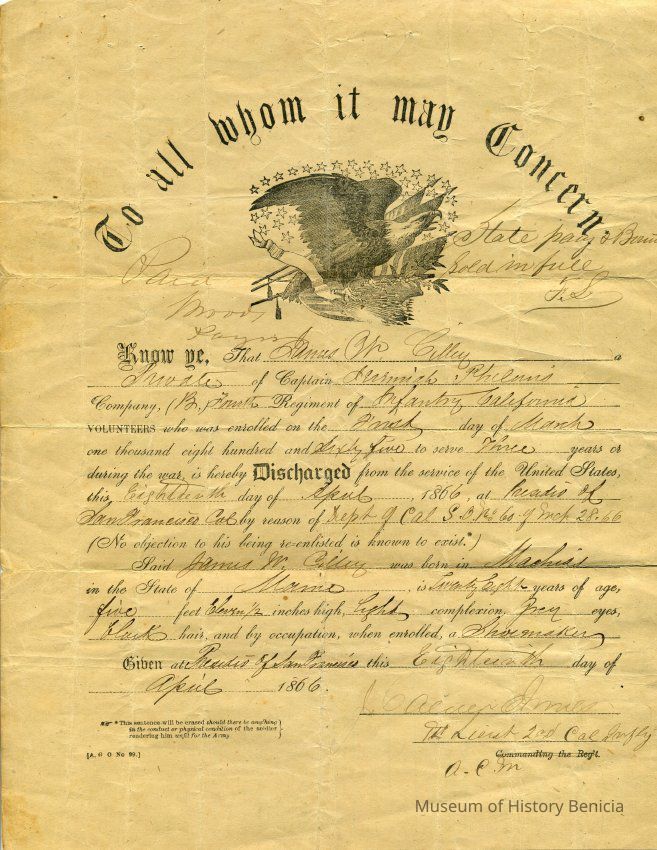 To all whom it may Concern
State pay & Boun
Sold in full
F. S.
Paid
Know ye, That James W. Cilley a
Private of Captain Phelows
Company, (B,) Fourth Regiment of Infantry California
VOLUNTEERS who was enrolled on the First day of March
one thousand eight hundred and Sixty five to serve Three years or
during the war, is hereby Discharged from the service of the United States,
this Eighteenth day of April, 1866, at Presidio of
San Francisco Cal by reason of Dept of Cal S. O. No 60 of Mch 28-66
(No objection to his being re-enlisted is known to exist.*)
Said James W. Cilley was born in Machias
in the State of Maine, is Twenty Eight years of age,
five feet Eleven 1/2 inches high, Light complexion, Grey eyes,
black hair, and by occupation, when enrolled, a Shoemaker
Given at Presidio of San Francisco this Eighteenth day of
April 1866.
1st Lieut 2nd Cal Infty
Commanding the Reg't.
A. C. M
* This sentence will be erased should there be anything
in the conduct or physical condition of the soldier
rendering him unfit for the Army
[A. G O No 99.]
Museum of History Benicia